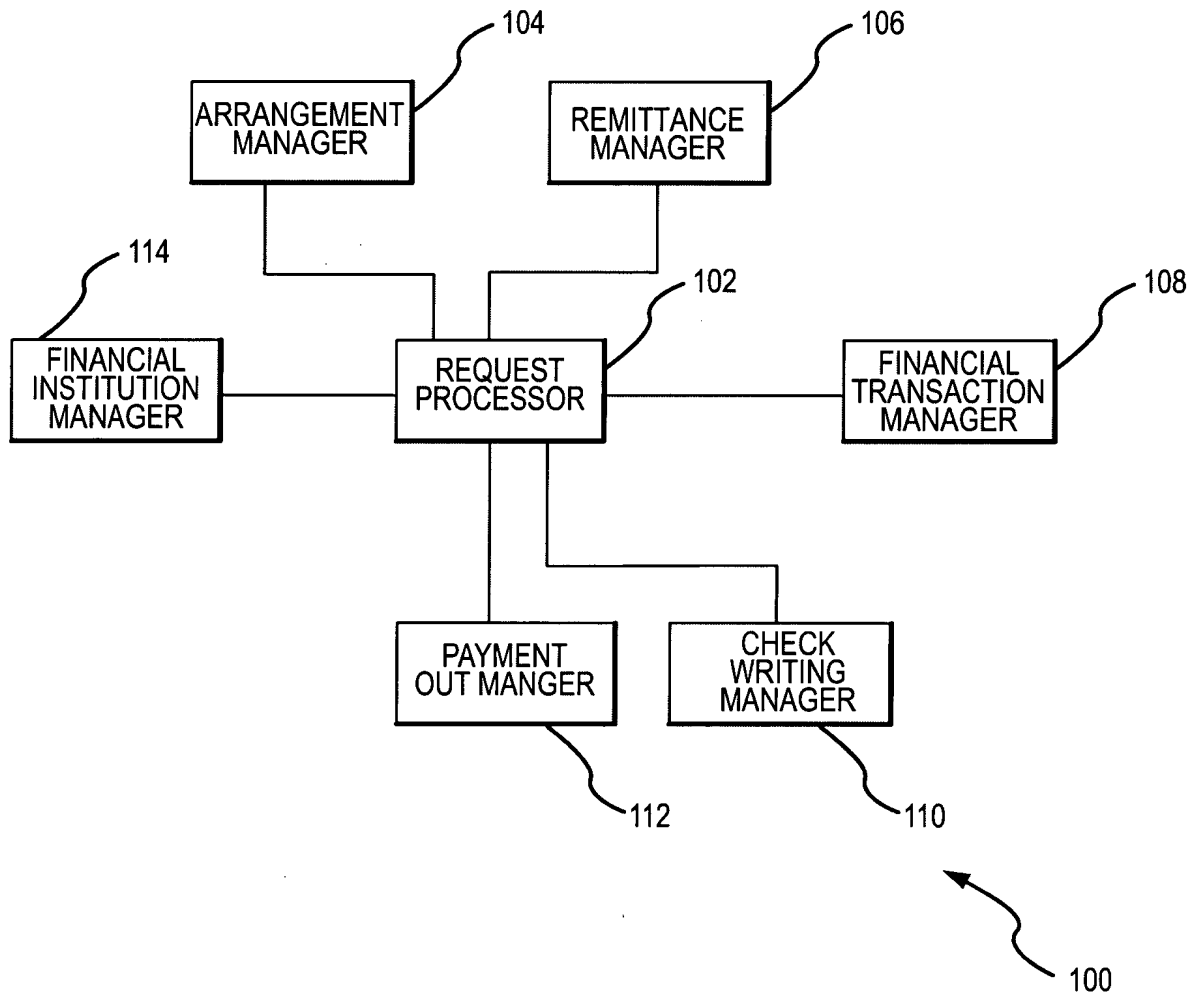 104
106
ARRANGEMENT
MANAGER
REMITTANCE
MANAGER
114
102
108
FINANCIAL
INSTITUTION
MANAGER
REQUEST
PROCESSOR
FINANCIAL
TRANSACTION
MANAGER
PAYMENT
OUT MANGER
CHECK
WRITING
MANAGER
112
110
100